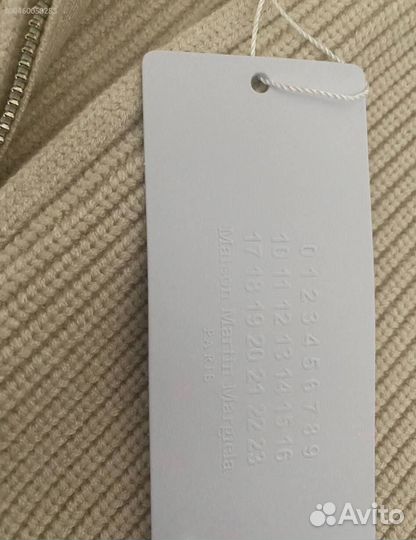 0 1 2 3 4 5 6 7 8 9
10 11 12 13 14 15 16
17 18 19 20 21 22 23
Maison Martin Margiela
PARIS
Avito